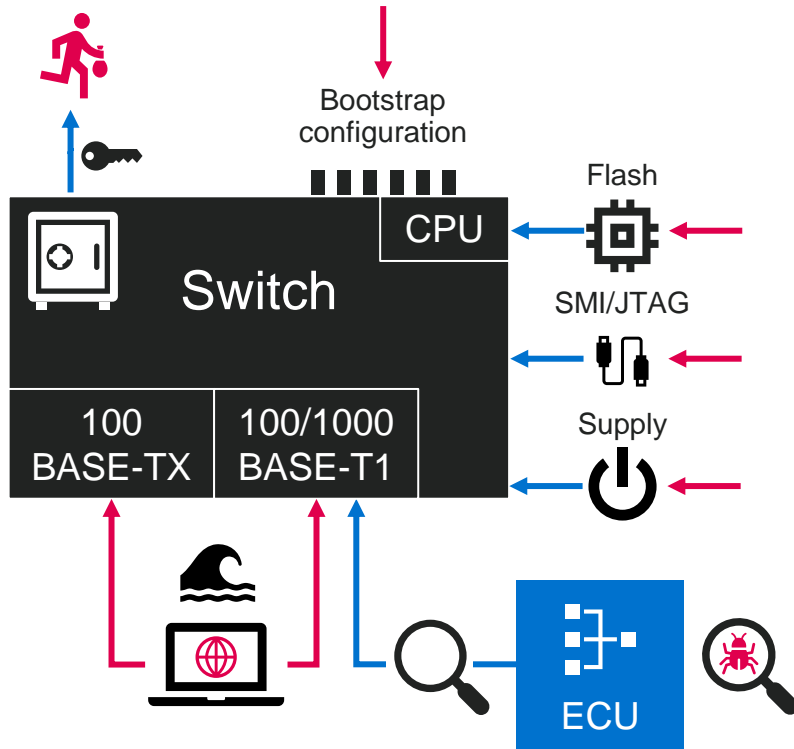 Bootstrap
configuration
Flash
CPU
Switch
SMI/JTAG
100
BASE-TX
100/1000
BASE-T1
Supply
ECU